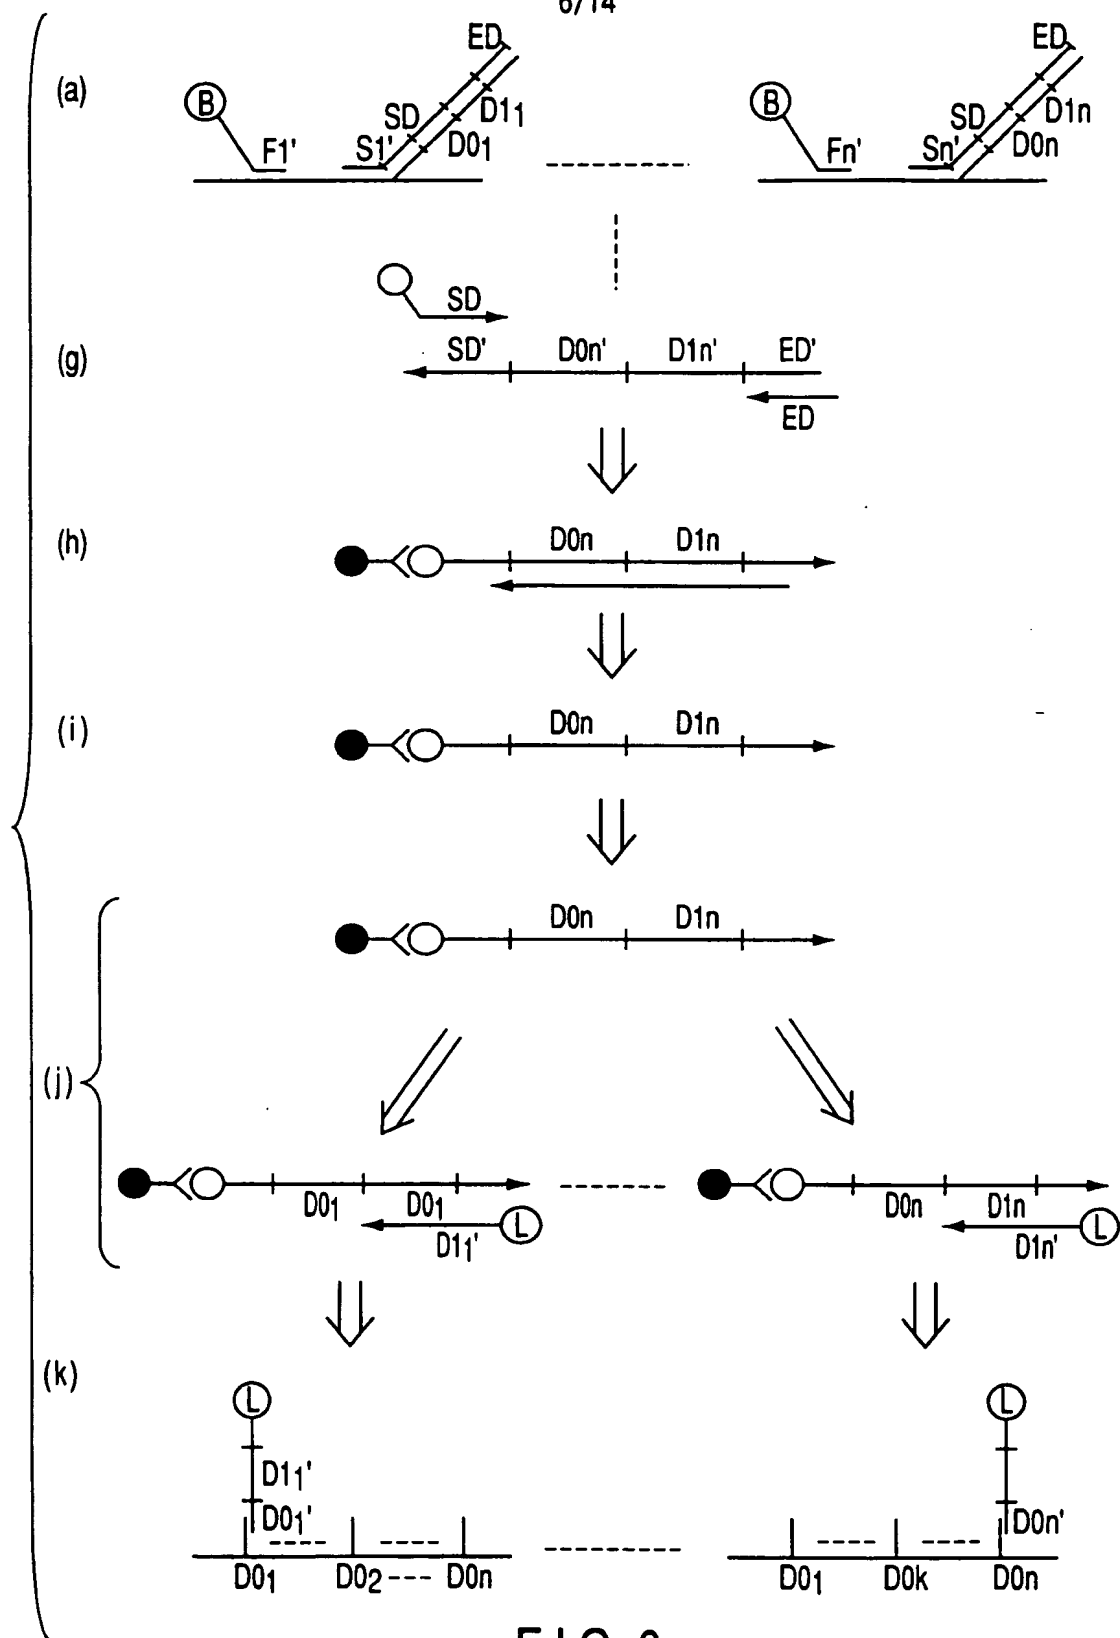 6/14
(a)
ED
ED
B
B
SD
D11
SD
D1n
F1'
S1'
D01
Fn'
Sn'
D0n
SD
(g)
SD'
D0n'
D1n'
ED'
ED
(h)
D0n
D1n
(i)
D0n
D1n
D0n
D1n
(j)
D01
D01
D0n
D1n
D11'
L
D1n'
L
(k)
L
L
D11'
D01'
D0n'
D01
D02
D0n
D01
D0k
D0n